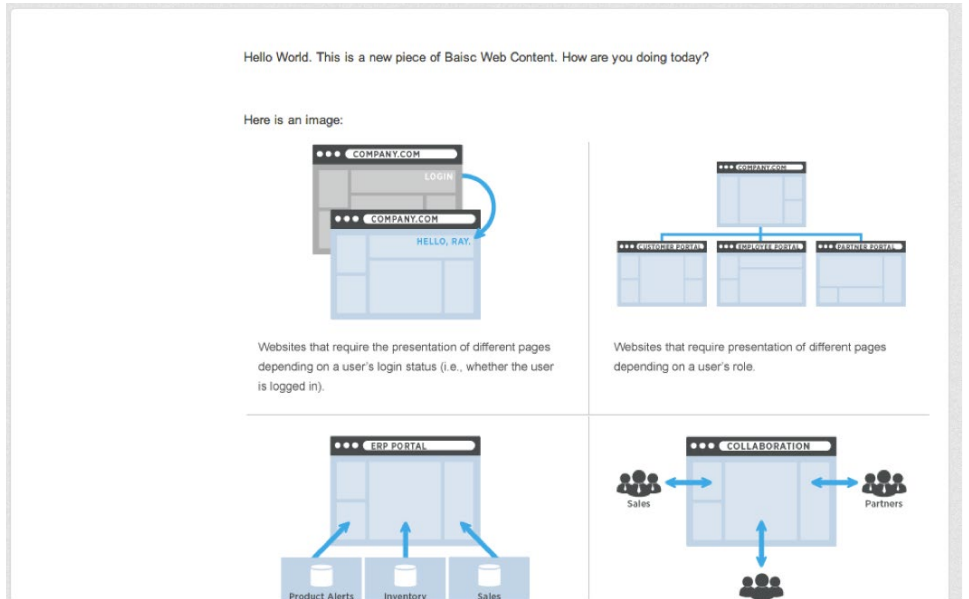 Hello World. This is a new piece of Baisc Web Content. How are you doing today?
Here is an image:
COMPANY.COM
LOGIN
COMPANY.COM
HELLO, RAY.
Websites that require the presentation of different pages
depending on a user's login status (i.e., whether the user
is logged in).
COMPANY.COM
CUSTOMER PORTAL
EMPLOYEE PORTAL
PARTNER PORTAL
Websites that require presentation of different pages
depending on a user's role.
ERP PORTAL
Product Alerts
Inventory
Sales
COLLABORATION
Sales
Partners